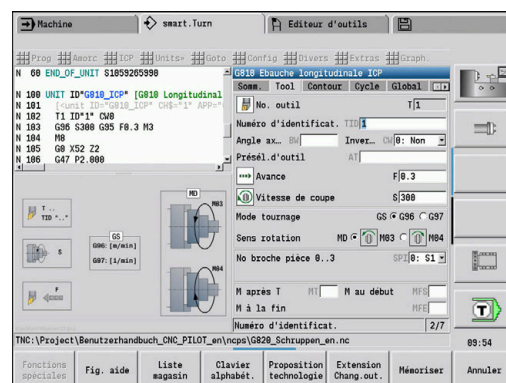 Machine
smart.Turn
Editeur d'outils
Prog Amorc ICP Units» Goto Config Divers Extras Graph.
N 60 END_OF_UNIT S1059265990
N 100 UNIT ID"G810_ICP" [G810 Longitudinal
N 101 [<unit ID="G810_ICP" CH$="1" APP="
N 102 T1 ID"1" CW0
N 103 G96 S300 G95 F0.3 M3
N 104 M8
N 105 G0 X52 Z2
N 106 G47 P2.000
G810 Ebauche longitudinale ICP
Somm. Tool Contour Cycle Global
No. outil T 1
Numéro d'identificat. TID 1
Angle ax… BW Inver… CW 0: Non
Présél.d'outil AT
Avance F 0.3
Vitesse de coupe S 300
Mode tournage GS G96 G97
Sens rotation MD M03 M04
No broche pièce 0..3 SPI 0: S1
M après T MT M au début MFS
M à la fin MFE
Numéro d'identificat. 2/7
T ..
TID ".."
S
F
GS
G96: [m/min]
G97: [1/min]
MD
M03
M04
TNC:\Project\Benutzerhandbuch_CNC_PILOT_en\ncps\G820_Schruppen_en.nc
T
09:54
Fonctions spéciales
Fig. aide
Liste magasin
Clavier alphabét.
Proposition technologie
Extension Chang.out.
Mémoriser
Annuler